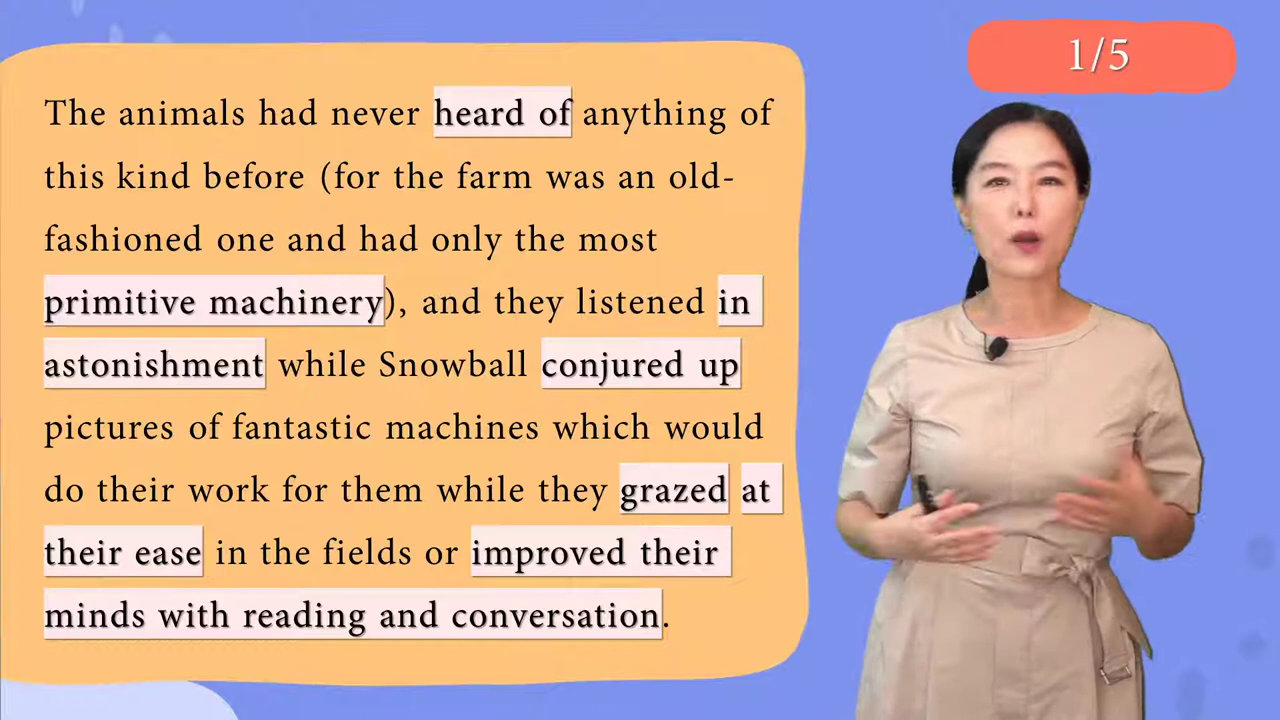 1/5
The animals had never heard of anything of
this kind before (for the farm was an old-
fashioned one and had only the most
primitive machinery), and they listened in
astonishment while Snowball conjured up
pictures of fantastic machines which would
do their work for them while they grazed at
their ease in the fields or improved their
minds with reading and conversation.